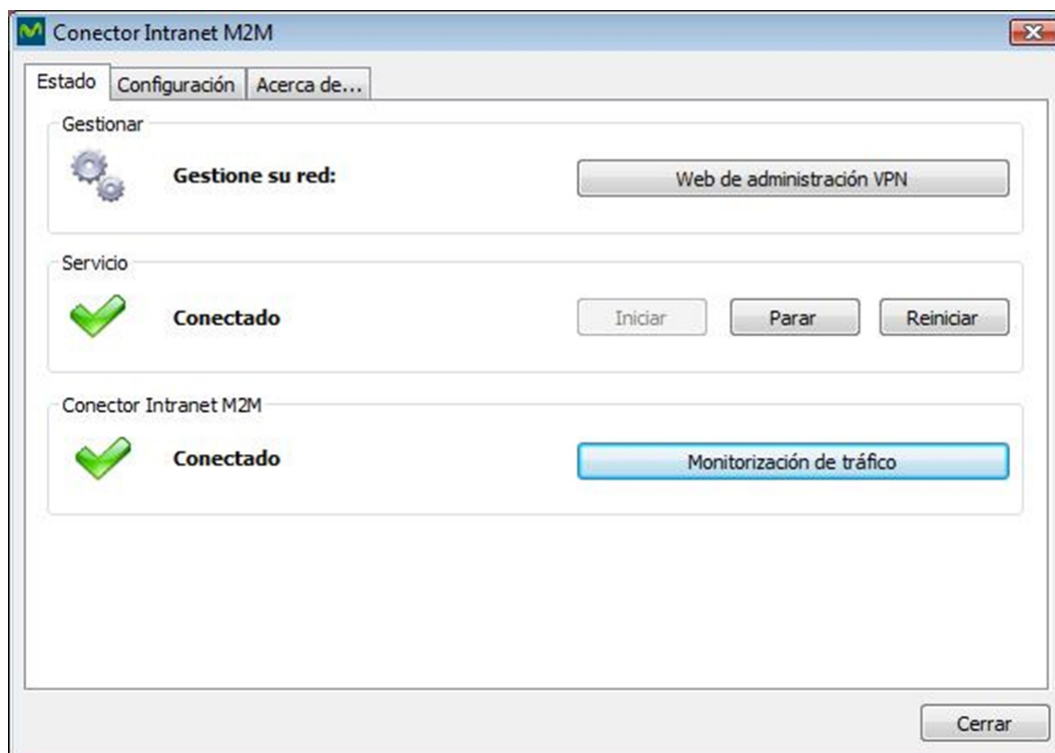 Conector Intranet M2M
Estado Configuración Acerca de...
Gestionar
Gestione su red: Web de administración VPN
Servicio
Conectado Iniciar Parar Reiniciar
Conector Intranet M2M
Conectado Monitorización de tráfico
Cerrar